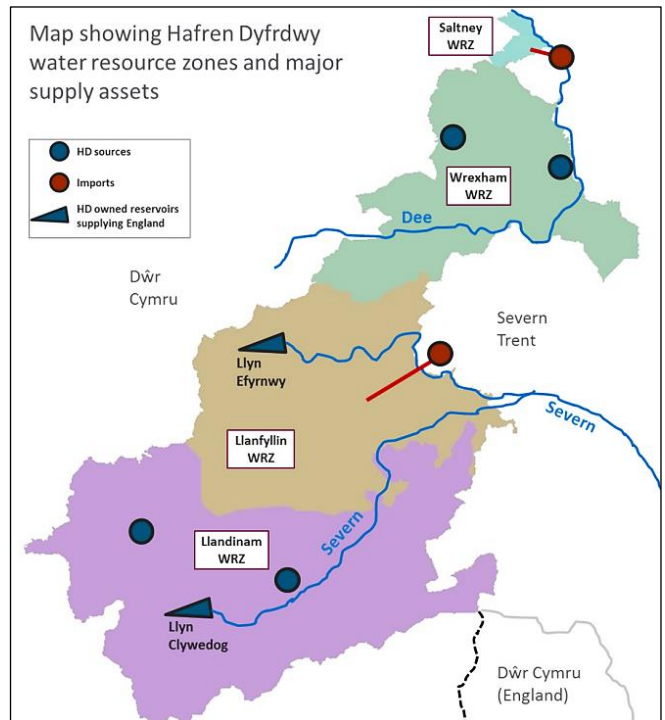 Map showing Hafren Dyfrdwy
water resource zones and major
supply assets
HD sources
Imports
HD owned reservoirs
supplying England
Saltney
WRZ
Wrexham
WRZ
Dee
Dŵr
Cymru
Severn
Trent
Llyn
Efyrnwy
Severn
Llanfyllin
WRZ
Severn
Llandinam
WRZ
Llyn
Clywedog
Dŵr Cymru
(England)